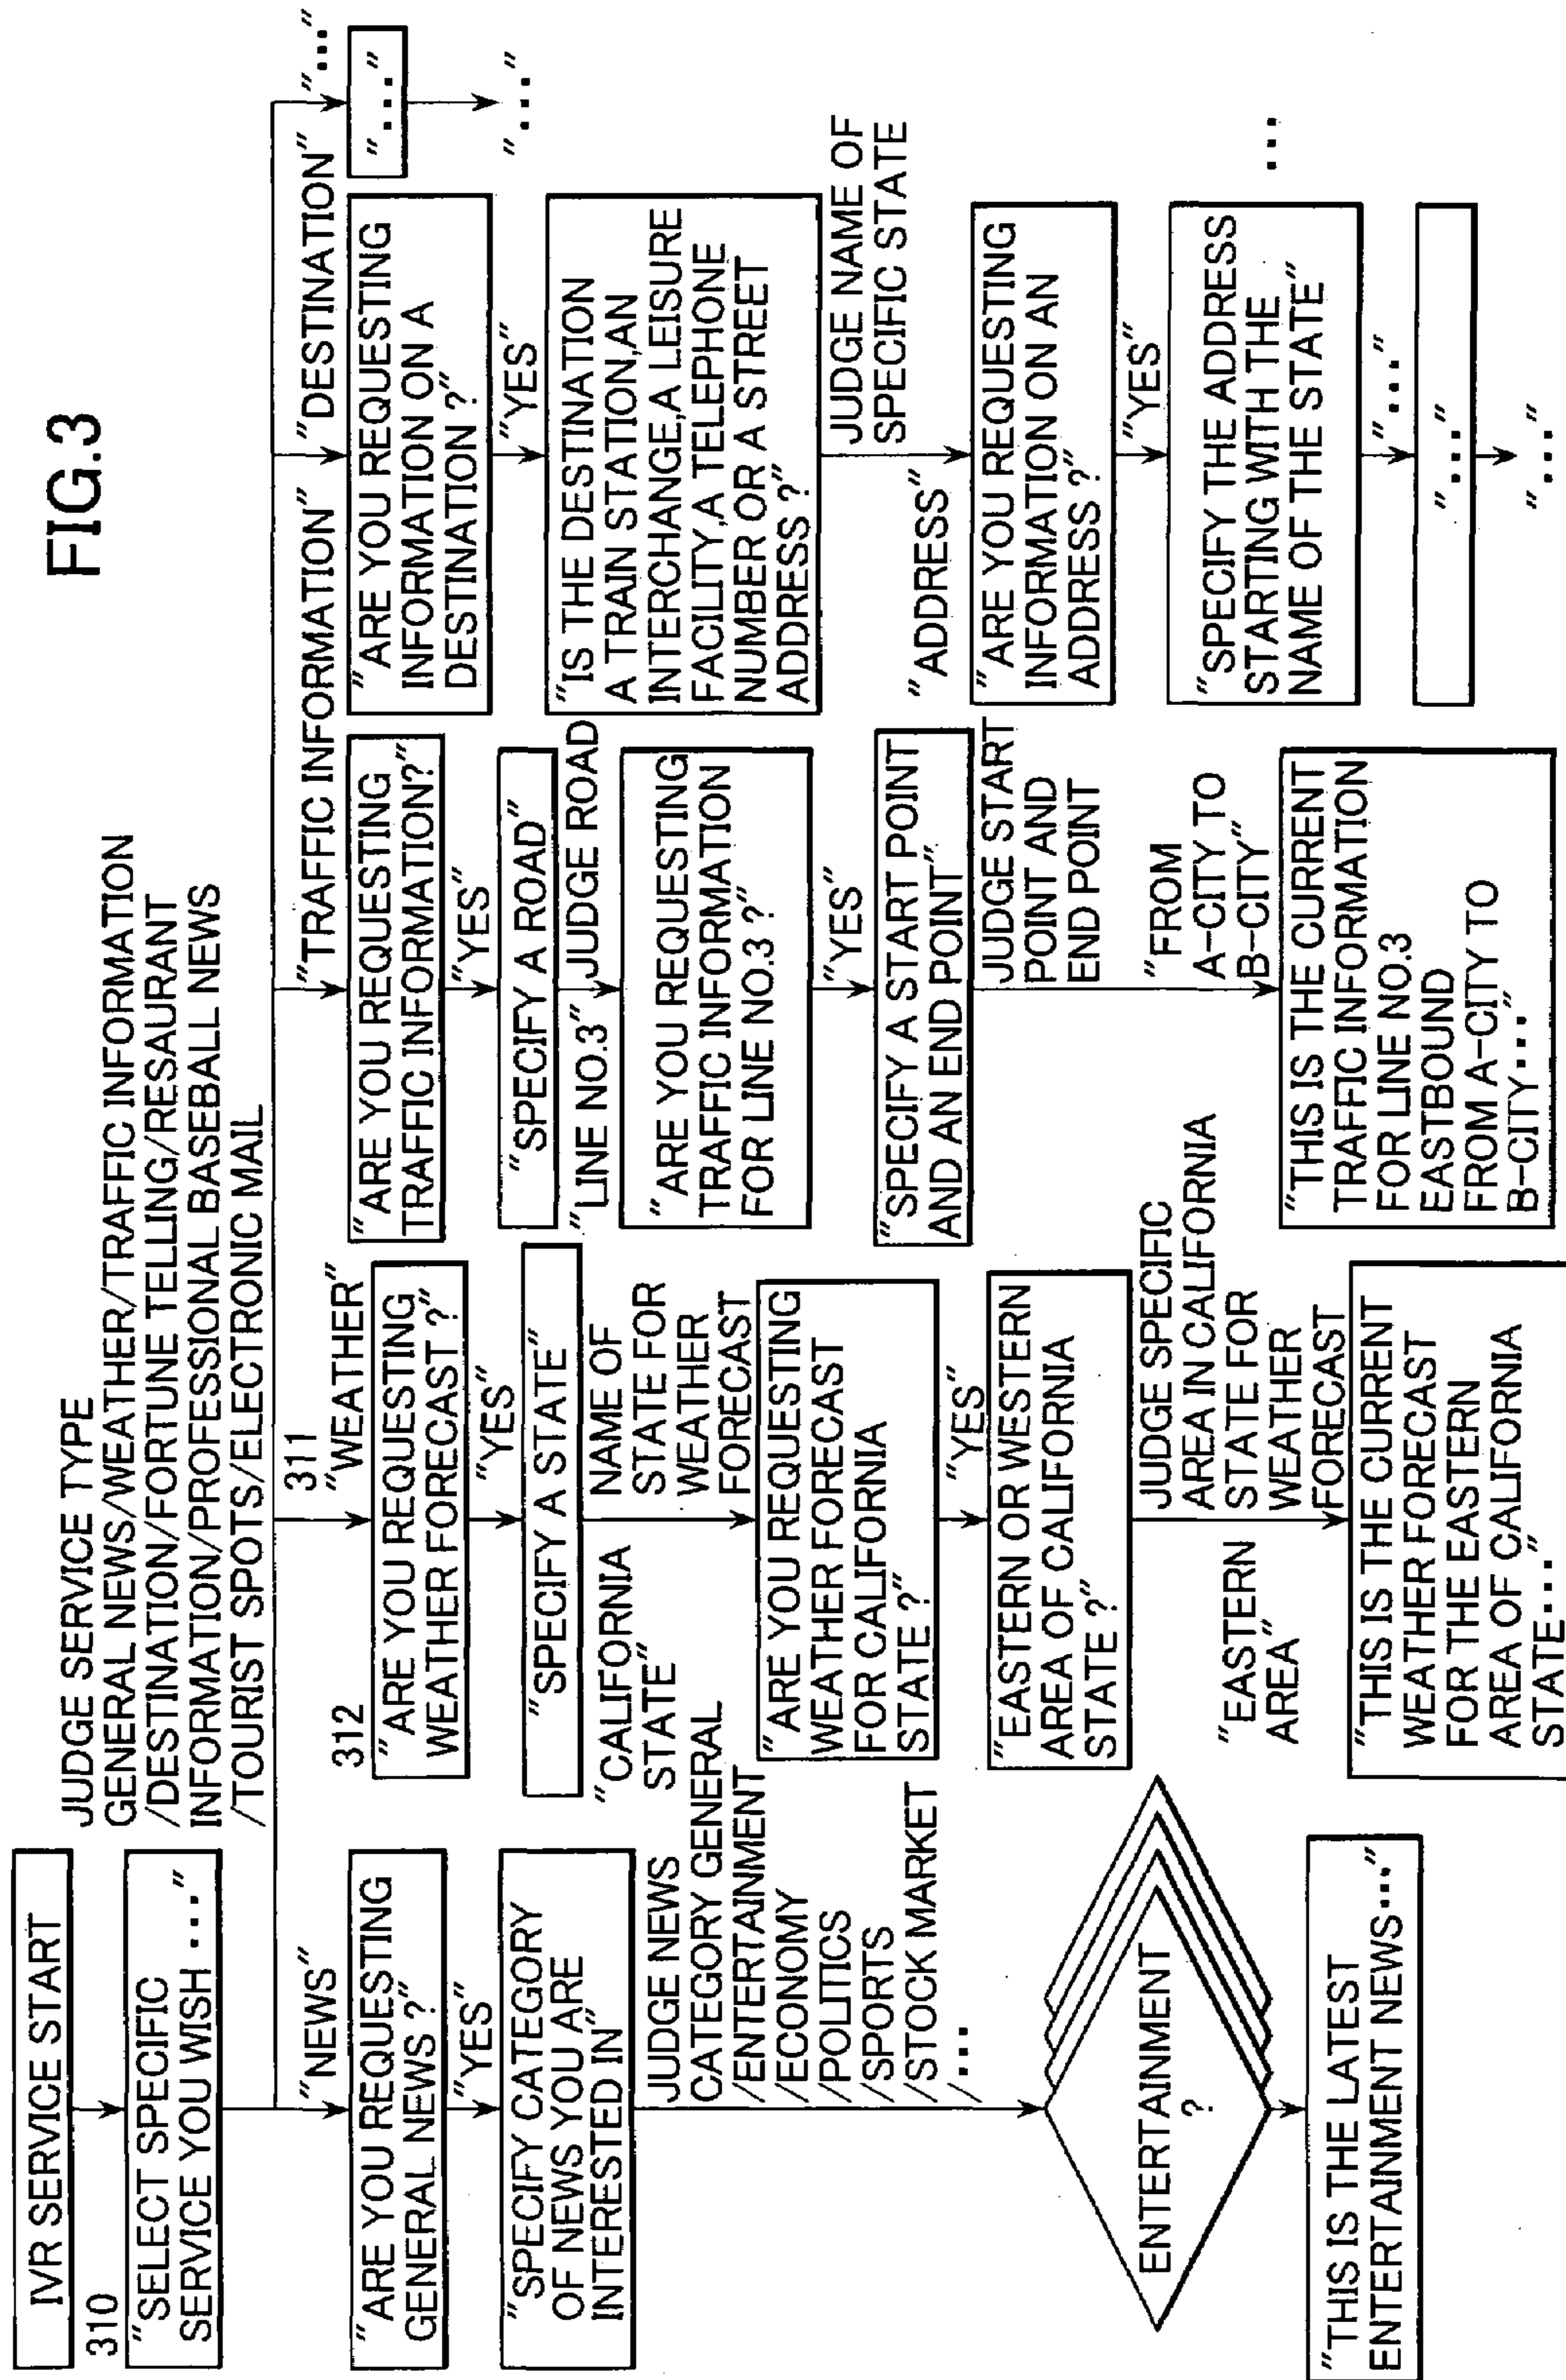 FIG.3
IVR SERVICE START
310
"SELECT SPECIFIC
SERVICE YOU WISH ..."
JUDGE SERVICE TYPE
GENERAL NEWS/WEATHER/TRAFFIC INFORMATION
/DESTINATION/FORTUNE TELLING/RESAURANT
INFORMATION/PROFESSIONAL BASEBALL NEWS
/TOURIST SPOTS/ELECTRONIC MAIL
"NEWS"
"ARE YOU REQUESTING
GENERAL NEWS ?"
"YES"
"SPECIFY CATEGORY
OF NEWS YOU ARE
INTERESTED IN"
JUDGE NEWS
CATEGORY GENERAL
/ENTERTAINMENT
/ECONOMY
/POLITICS
/SPORTS
/STOCK MARKET
/...
ENTERTAINMENT
?
"THIS IS THE LATEST
ENTERTAINMENT NEWS..."
311
"WEATHER"
312
"ARE YOU REQUESTING
WEATHER FORECAST ?"
"YES"
"SPECIFY A STATE"
"CALIFORNIA
STATE"
NAME OF
STATE FOR
WEATHER
FORECAST
"ARE YOU REQUESTING
WEATHER FORECAST
FOR CALIFORNIA
STATE ?"
"YES"
"EASTERN OR WESTERN
AREA OF CALIFORNIA
STATE ?"
"EASTERN
AREA"
JUDGE SPECIFIC
AREA IN CALIFORNIA
STATE FOR
WEATHER
FORECAST
"THIS IS THE CURRENT
WEATHER FORECAST
FOR THE EASTERN
AREA OF CALIFORNIA
STATE..."
"TRAFFIC INFORMATION"
"ARE YOU REQUESTING
TRAFFIC INFORMATION?"
"YES"
"SPECIFY A ROAD"
"LINE NO.3"
JUDGE ROAD
"ARE YOU REQUESTING
TRAFFIC INFORMATION
FOR LINE NO.3 ?"
"YES"
"SPECIFY A START POINT
AND AN END POINT"
JUDGE START
POINT AND
END POINT
"FROM
A-CITY TO
B-CITY"
"THIS IS THE CURRENT
TRAFFIC INFORMATION
FOR LINE NO.3
EASTBOUND
FROM A-CITY TO
B-CITY..."
"DESTINATION"
"ARE YOU REQUESTING
INFORMATION ON A
DESTINATION ?"
"YES"
"IS THE DESTINATION
A TRAIN STATION,AN
INTERCHANGE,A LEISURE
FACILITY,A TELEPHONE
NUMBER OR A STREET
ADDRESS ?"
"ADDRESS"
JUDGE NAME OF
SPECIFIC STATE
"ARE YOU REQUESTING
INFORMATION ON AN
ADDRESS ?"
"YES"
"SPECIFY THE ADDRESS
STARTING WITH THE
NAME OF THE STATE"
"..."
"..."
"..."
"..."
"..."
"..."
...